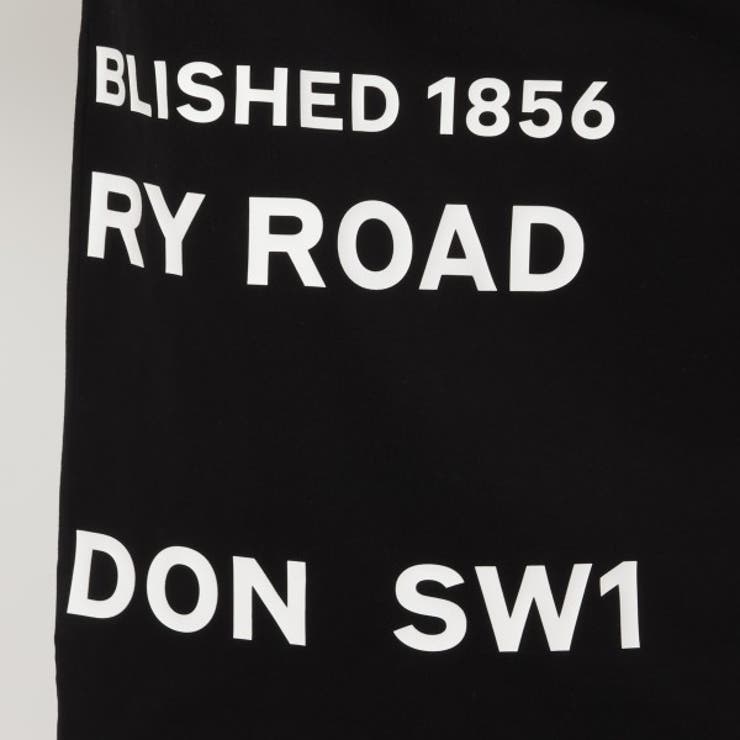 BLISHED 1856
RY ROAD
DON SW1